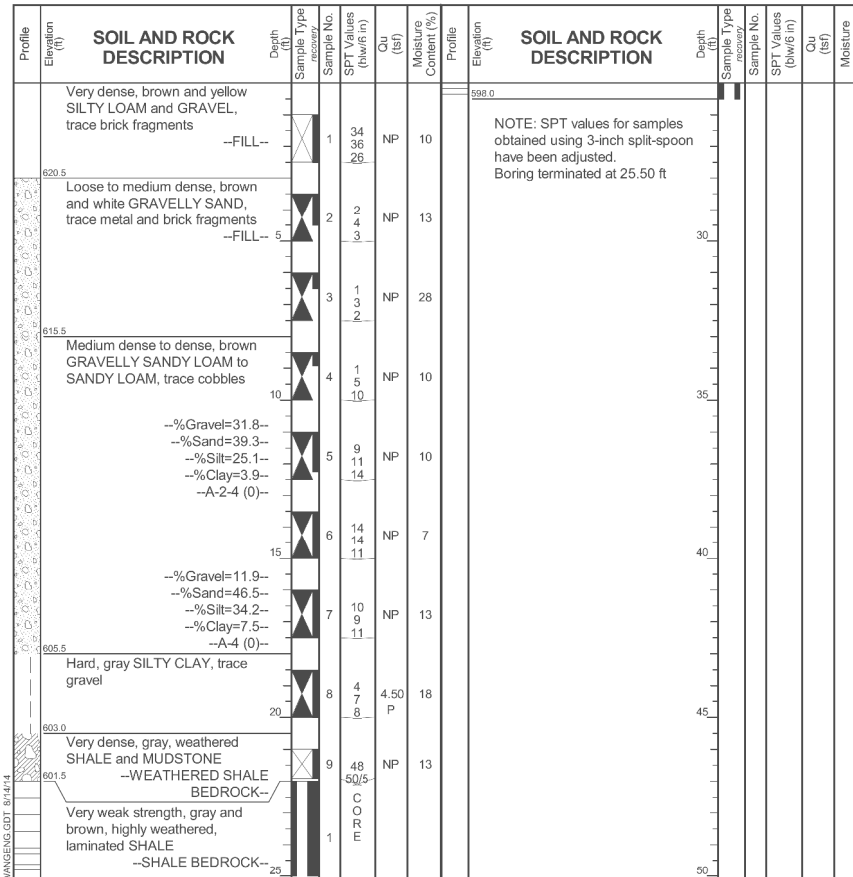 Profile
Elevation (ft)
SOIL AND ROCK DESCRIPTION
Depth (ft)
Sample Type
recovery
Sample No.
SPT Values (blw/6 in)
Qu (tsf)
Moisture Content (%)
Profile
Elevation (ft)
SOIL AND ROCK DESCRIPTION
Depth (ft)
Sample Type
recovery
Sample No.
SPT Values (blw/6 in)
Qu (tsf)
Moisture
Very dense, brown and yellow
SILTY LOAM and GRAVEL,
trace brick fragments
--FILL--
1
34
36
26
NP
10
620.5
Loose to medium dense, brown
and white GRAVELLY SAND,
trace metal and brick fragments
--FILL--
5
2
2
4
3
NP
13
3
1
3
2
NP
28
615.5
Medium dense to dense, brown
GRAVELLY SANDY LOAM to
SANDY LOAM, trace cobbles
10
4
1
5
10
NP
10
--%Gravel=31.8--
--%Sand=39.3--
--%Silt=25.1--
--%Clay=3.9--
--A-2-4 (0)--
5
9
11
14
NP
10
15
6
14
14
11
NP
7
--%Gravel=11.9--
--%Sand=46.5--
--%Silt=34.2--
--%Clay=7.5--
--A-4 (0)--
7
10
9
11
NP
13
605.5
Hard, gray SILTY CLAY, trace
gravel
20
8
4
7
8
4.50
P
18
603.0
Very dense, gray, weathered
SHALE and MUDSTONE
--WEATHERED SHALE
BEDROCK--
9
48
50/5
NP
13
601.5
Very weak strength, gray and
brown, highly weathered,
laminated SHALE
--SHALE BEDROCK--
25
1
C
O
R
E
598.0
NOTE: SPT values for samples
obtained using 3-inch split-spoon
have been adjusted.
Boring terminated at 25.50 ft
30
35
40
45
50
WANGENG.GDT 8/14/14